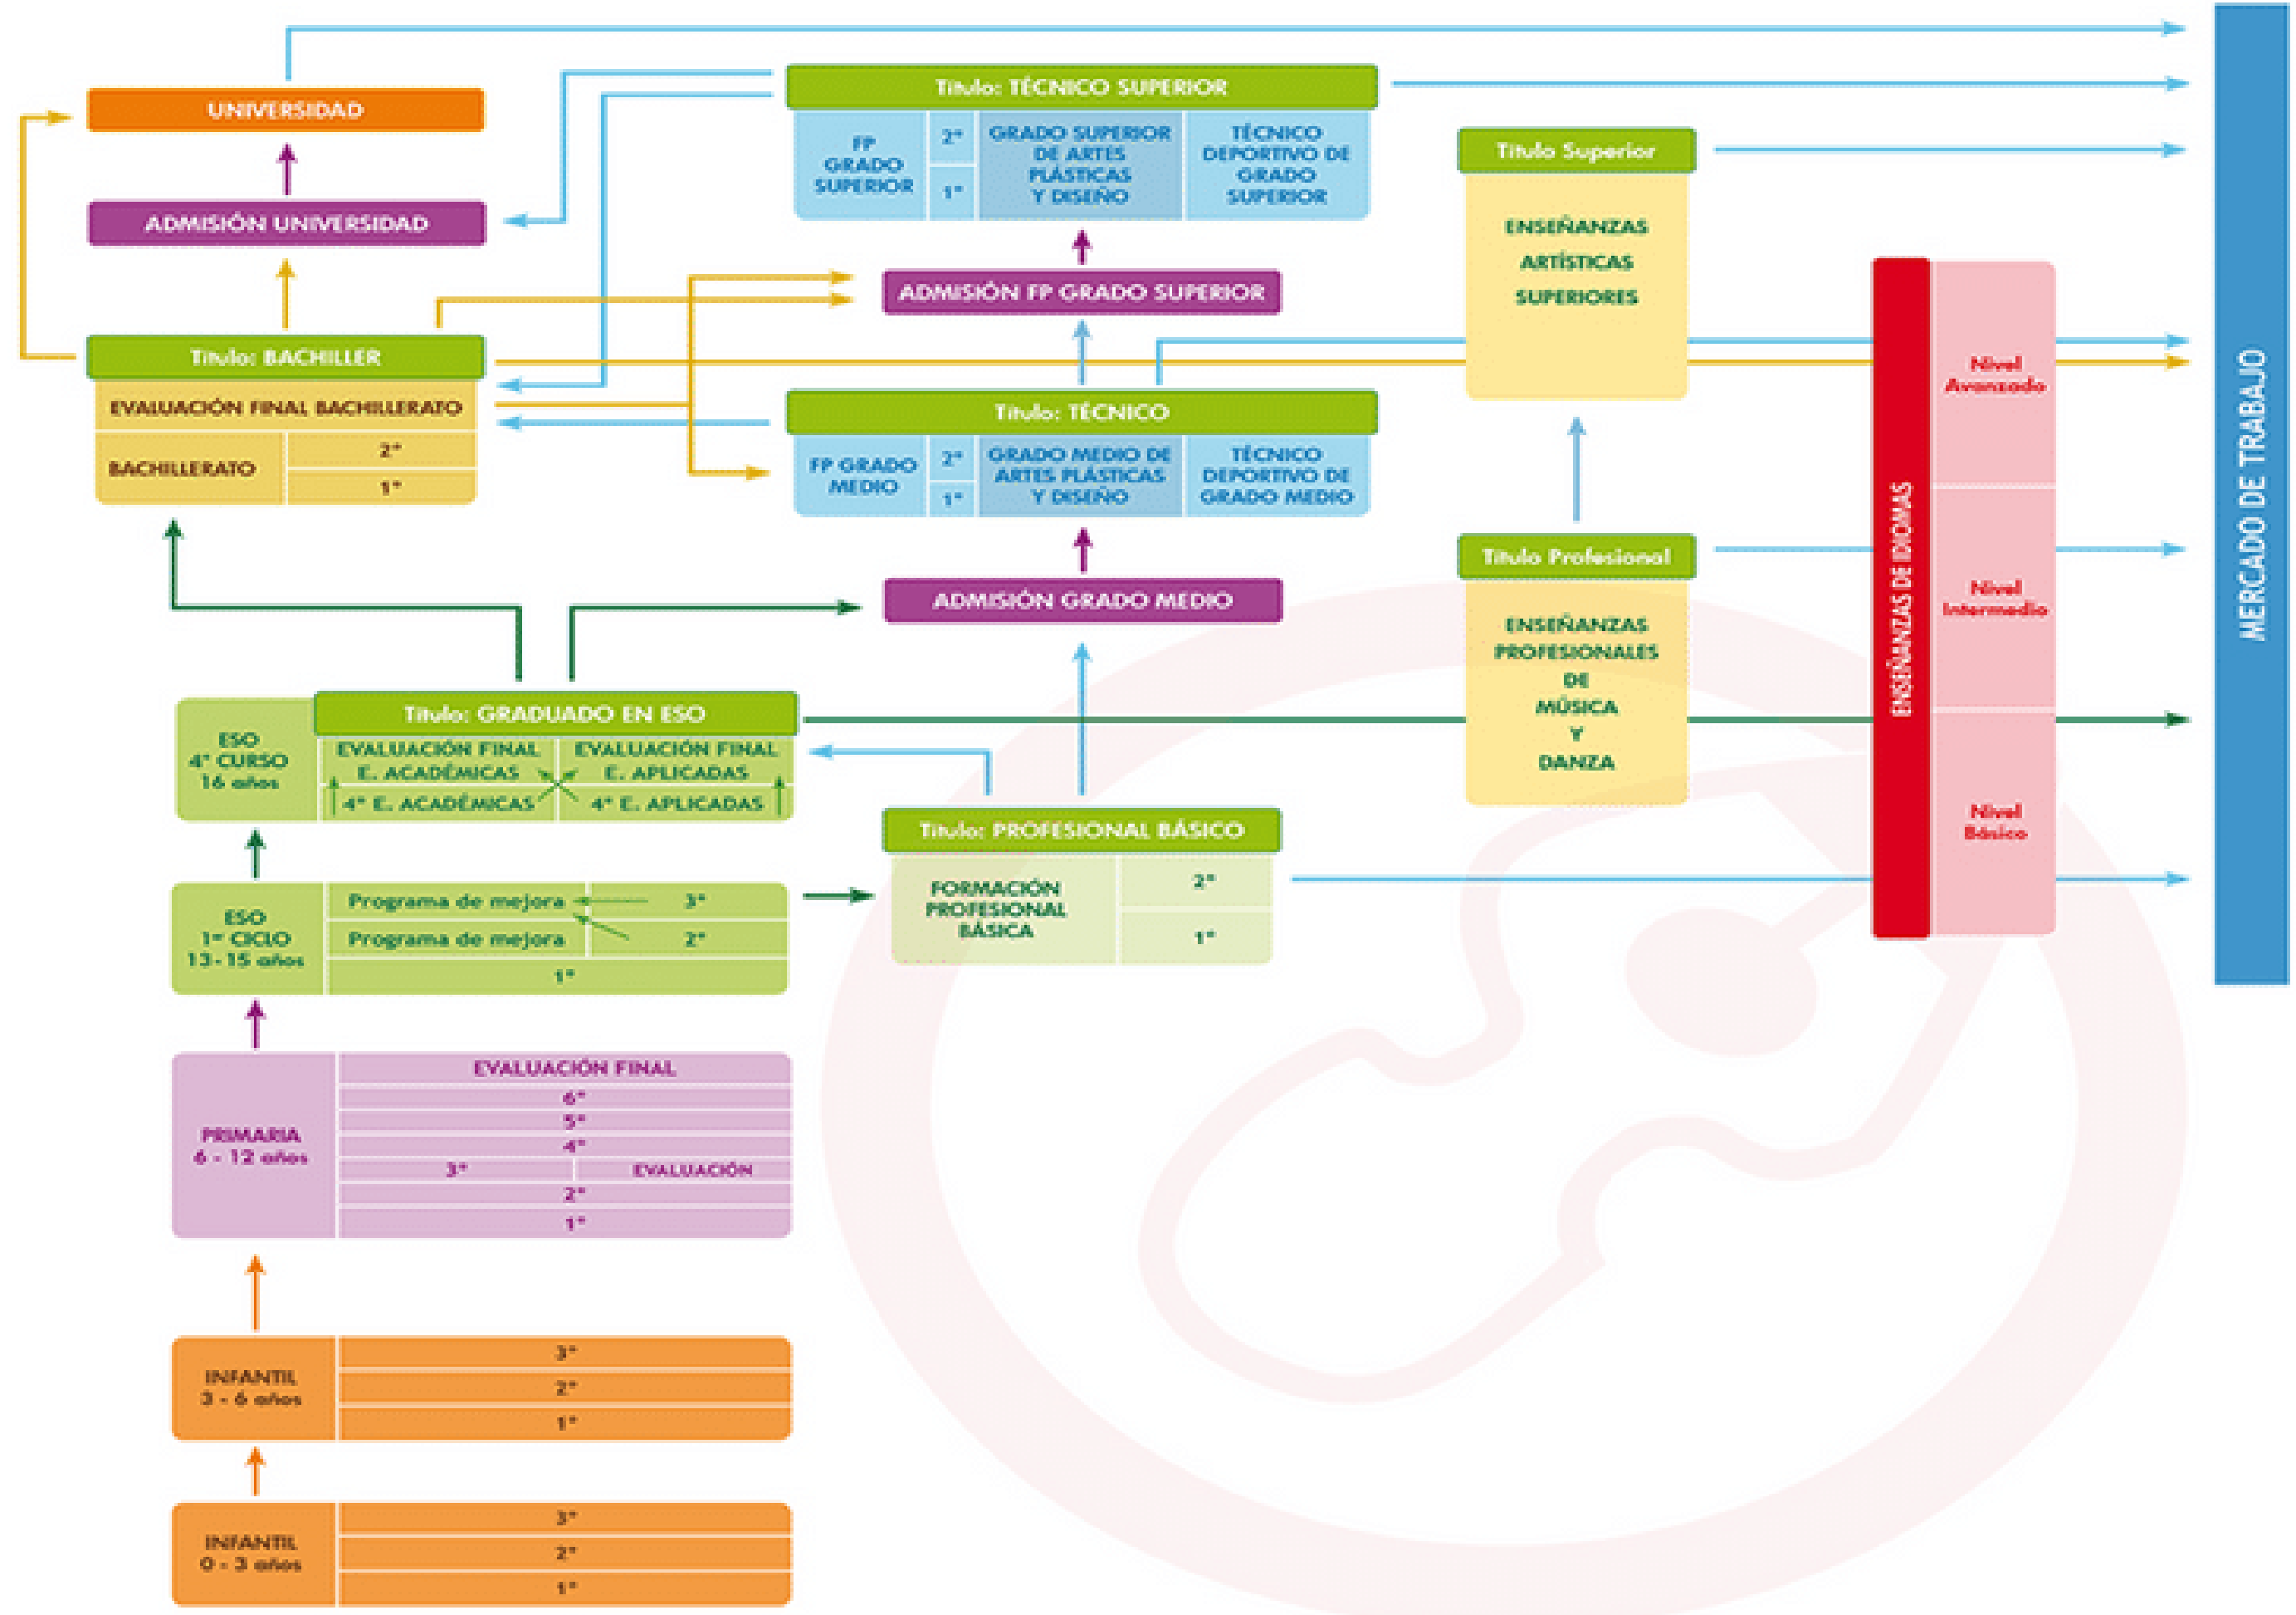 UNIVERSIDAD
ADMISIÓN UNIVERSIDAD
Título: BACHILLER
EVALUACIÓN FINAL BACHILLERATO
BACHILLERATO
2º
1º
Título: TÉCNICO SUPERIOR
FP
GRADO
SUPERIOR
2º
1º
GRADO SUPERIOR
DE ARTES
PLÁSTICAS
Y DISEÑO
TÉCNICO
DEPORTIVO DE
GRADO
SUPERIOR
ADMISIÓN FP GRADO SUPERIOR
Título: TÉCNICO
FP GRADO
MEDIO
2º
1º
GRADO MEDIO DE
ARTES PLÁSTICAS
Y DISEÑO
TÉCNICO
DEPORTIVO DE
GRADO MEDIO
ADMISIÓN GRADO MEDIO
Título Superior
ENSEÑANZAS
ARTÍSTICAS
SUPERIORES
Título Profesional
ENSEÑANZAS
PROFESIONALES
DE
MÚSICA
Y
DANZA
ENSEÑANZAS DE IDIOMAS
Nivel
Avanzado
Nivel
Intermedio
Nivel
Básico
MERCADO DE TRABAJO
ESO
4º CURSO
16 años
Título: GRADUADO EN ESO
EVALUACIÓN FINAL
E. ACADÉMICAS
EVALUACIÓN FINAL
E. APLICADAS
4º E. ACADÉMICAS
4º E. APLICADAS
Título: PROFESIONAL BÁSICO
FORMACIÓN
PROFESIONAL
BÁSICA
2º
1º
ESO
1er CICLO
13-15 años
Programa de mejora
3º
Programa de mejora
2º
1º
PRIMARIA
6 - 12 años
EVALUACIÓN FINAL
6º
5º
4º
3º
EVALUACIÓN
2º
1º
INFANTIL
3 - 6 años
3º
2º
1º
INFANTIL
0 - 3 años
3º
2º
1º